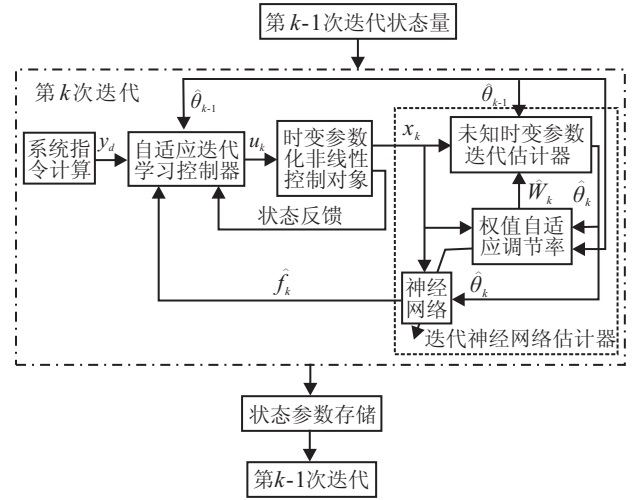 第k-1次迭代状态量
第k次迭代
θ̂ₖ₋₁
θ̂ₖ₋₁
系统指
令计算
y_d
自适应迭代
学习控制器
uₖ
时变参数
化非线性
控制对象
xₖ
未知时变参数
迭代估计器
状态反馈
Ŵₖ
θ̂ₖ
权值自适
应调节率
f̂ₖ
神经
网络
θ̂ₖ
迭代神经网络估计器
状态参数存储
第k-1次迭代